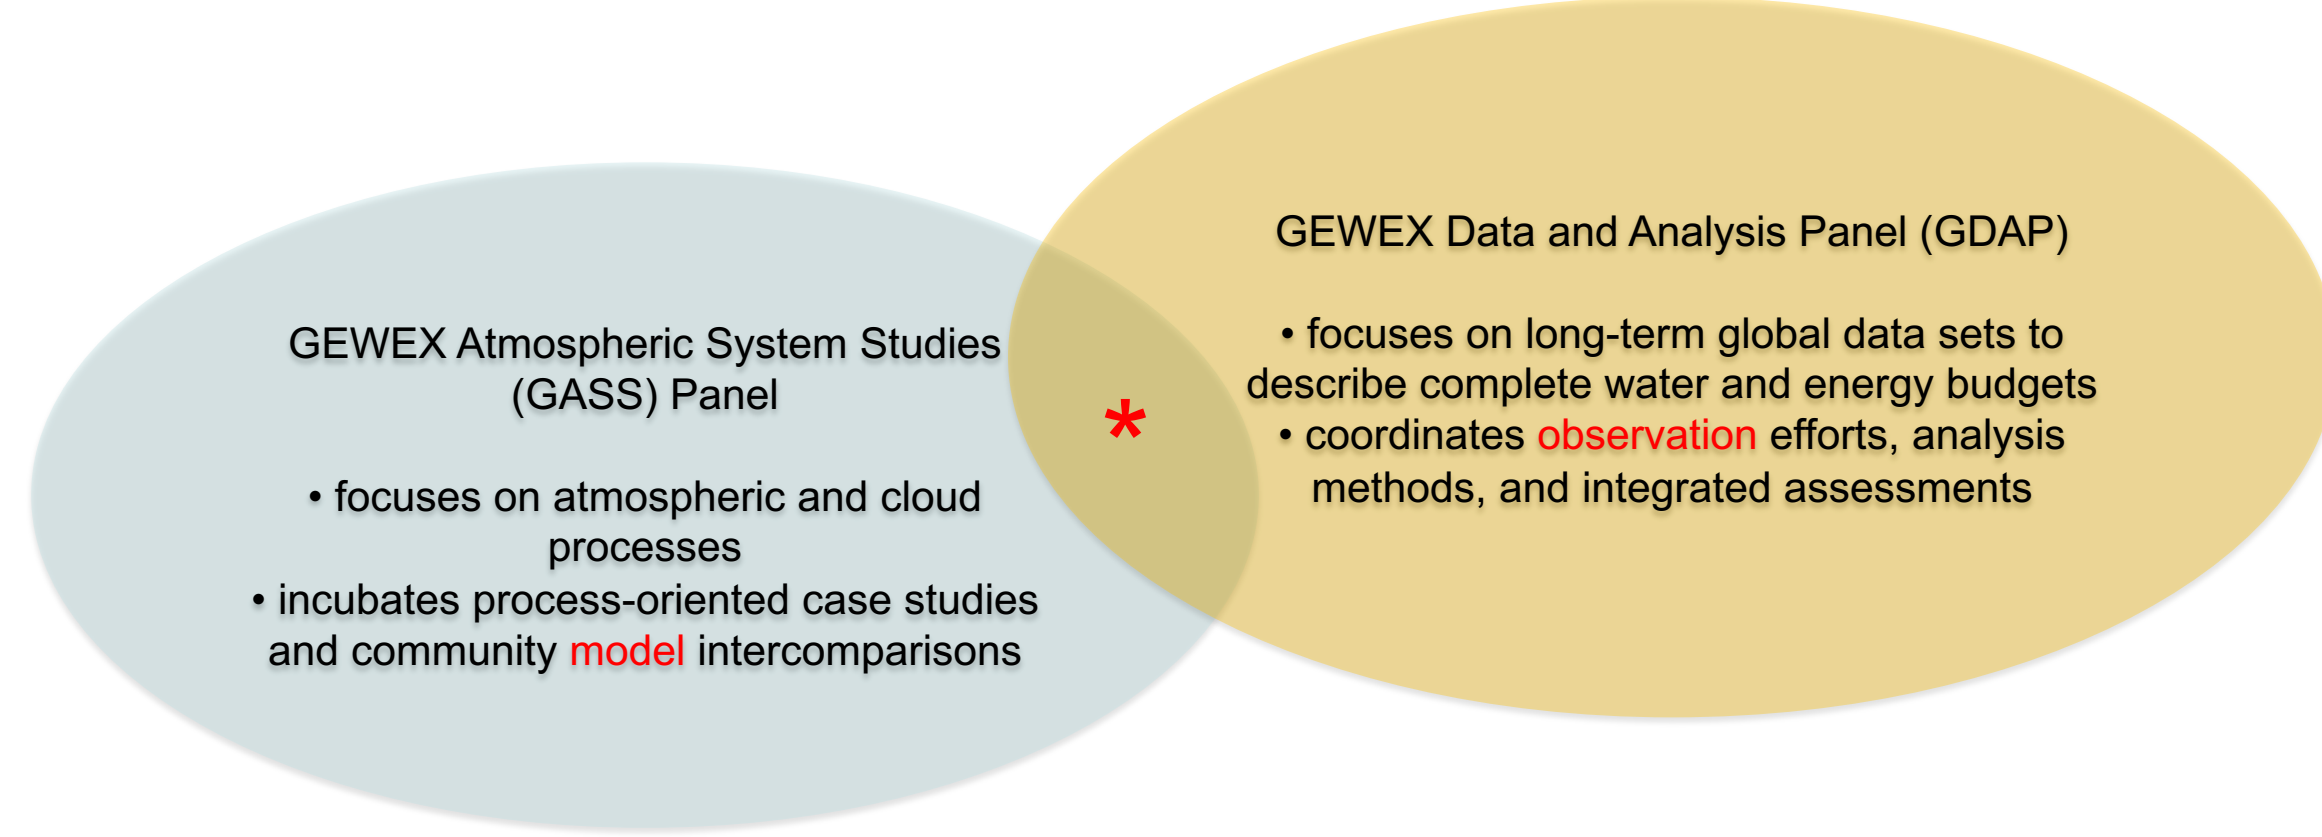 GEWEX Atmospheric System Studies
(GASS) Panel
• focuses on atmospheric and cloud
processes
• incubates process-oriented case studies
and community model intercomparisons
*
GEWEX Data and Analysis Panel (GDAP)
• focuses on long-term global data sets to
describe complete water and energy budgets
• coordinates observation efforts, analysis
methods, and integrated assessments